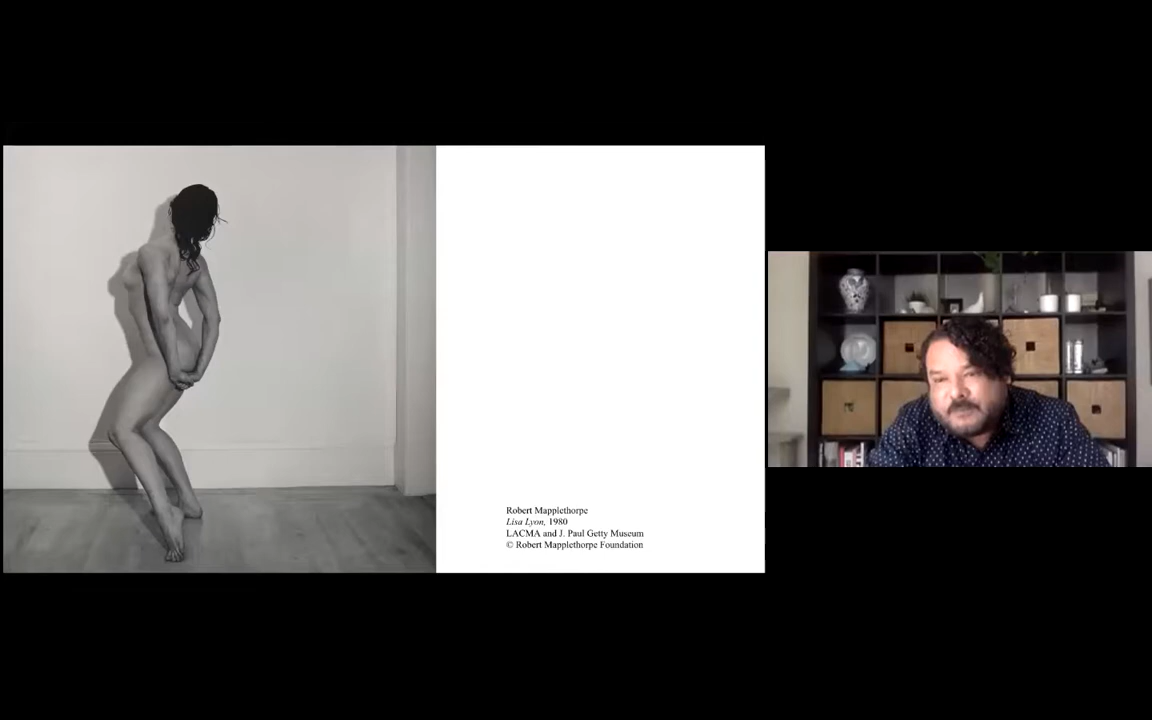 Robert Mapplethorpe
Lisa Lyon, 1980
LACMA and J. Paul Getty Museum
© Robert Mapplethorpe Foundation